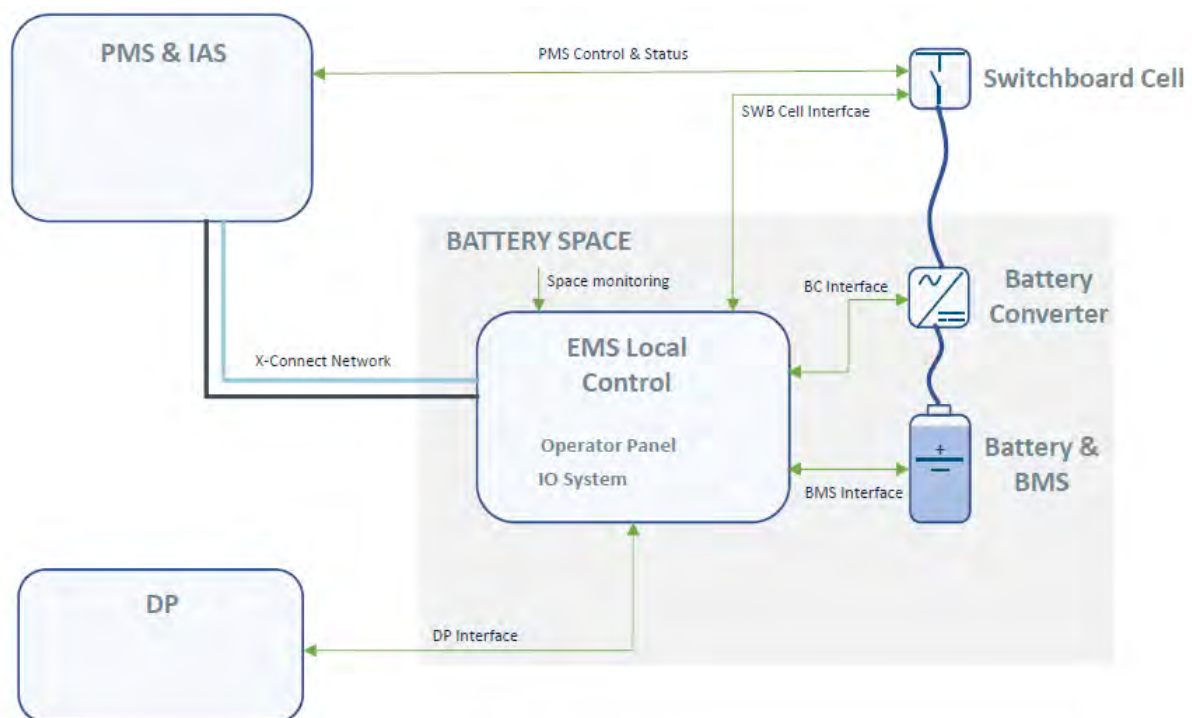 PMS & IAS
PMS Control & Status
Switchboard Cell
SWB Cell Interfcae
BATTERY SPACE
Space monitoring
BC Interface
Battery
Converter
EMS Local
Control
X-Connect Network
Operator Panel
IO System
Battery &
BMS
+
BMS Interface
DP
DP Interface